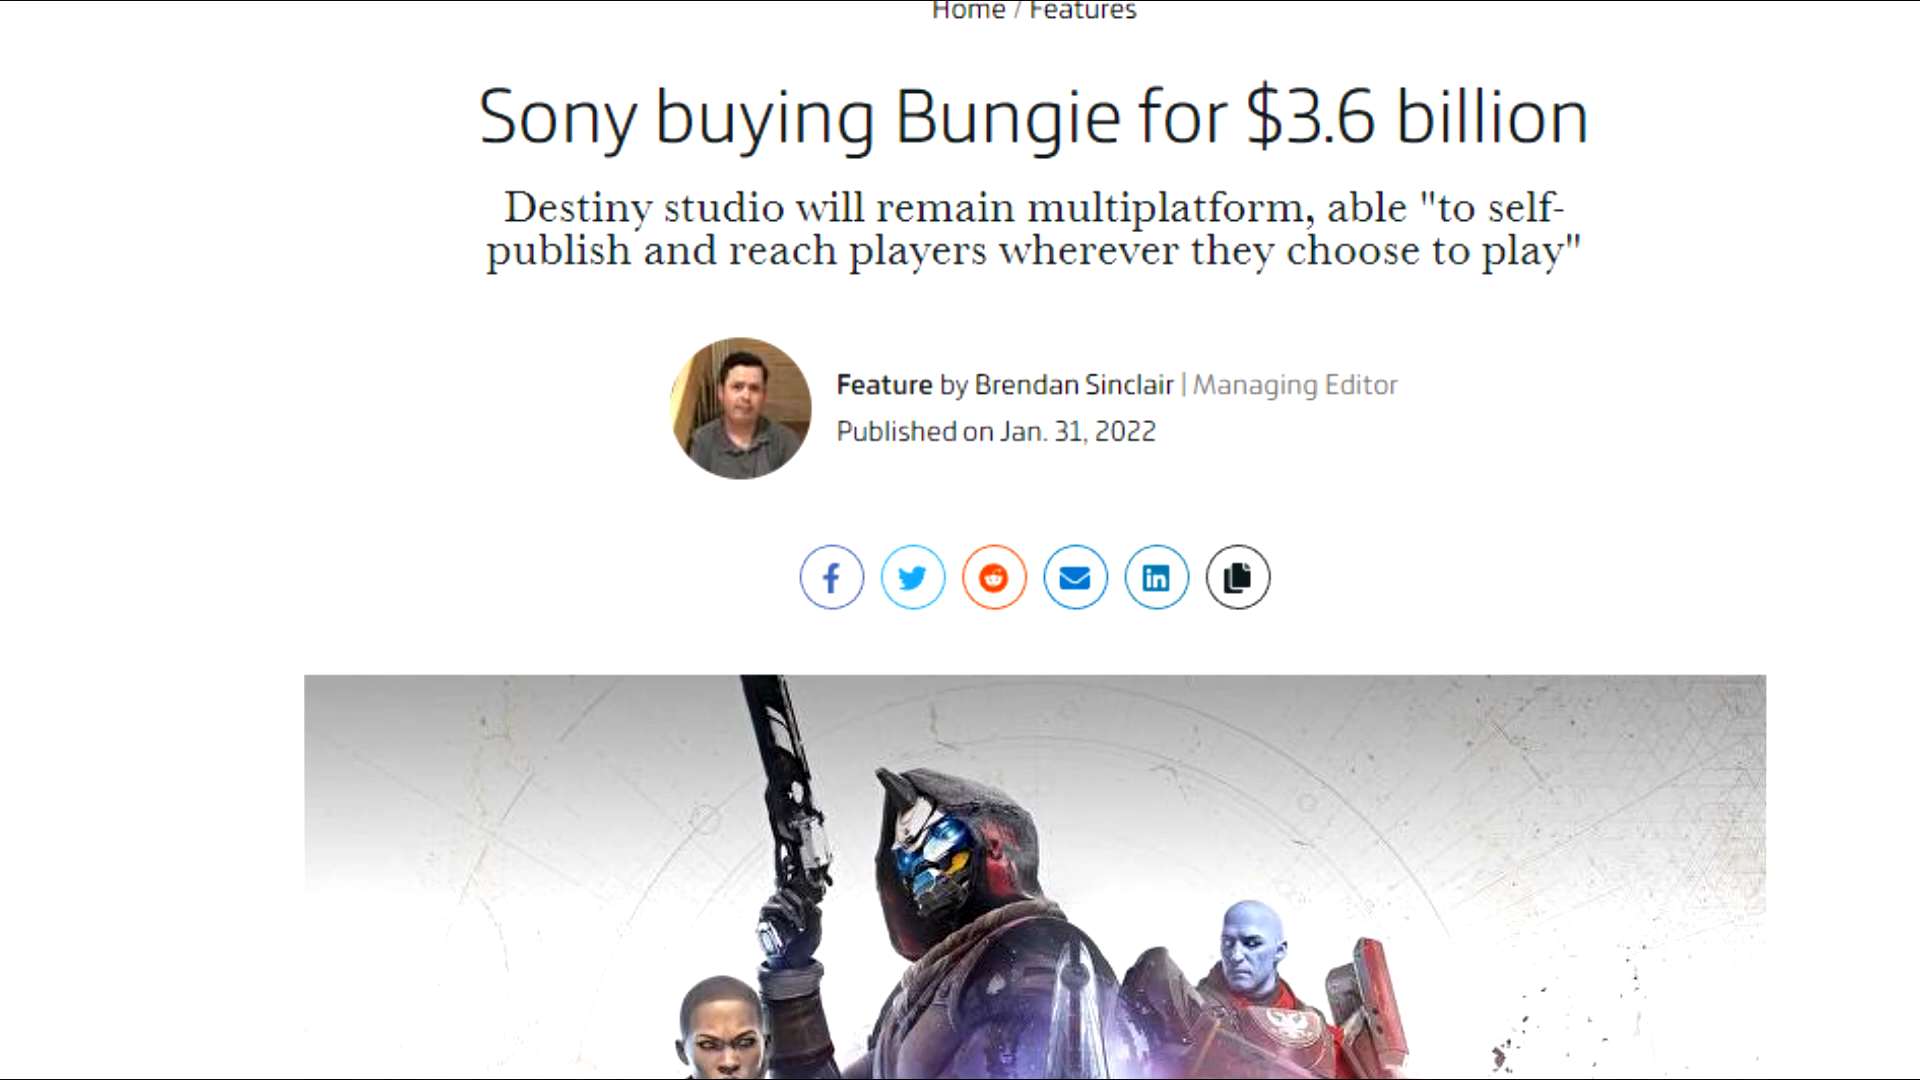 Home / Features
Sony buying Bungie for $3.6 billion
Destiny studio will remain multiplatform, able "to self-
publish and reach players wherever they choose to play"
Feature by Brendan Sinclair | Managing Editor
Published on Jan. 31, 2022